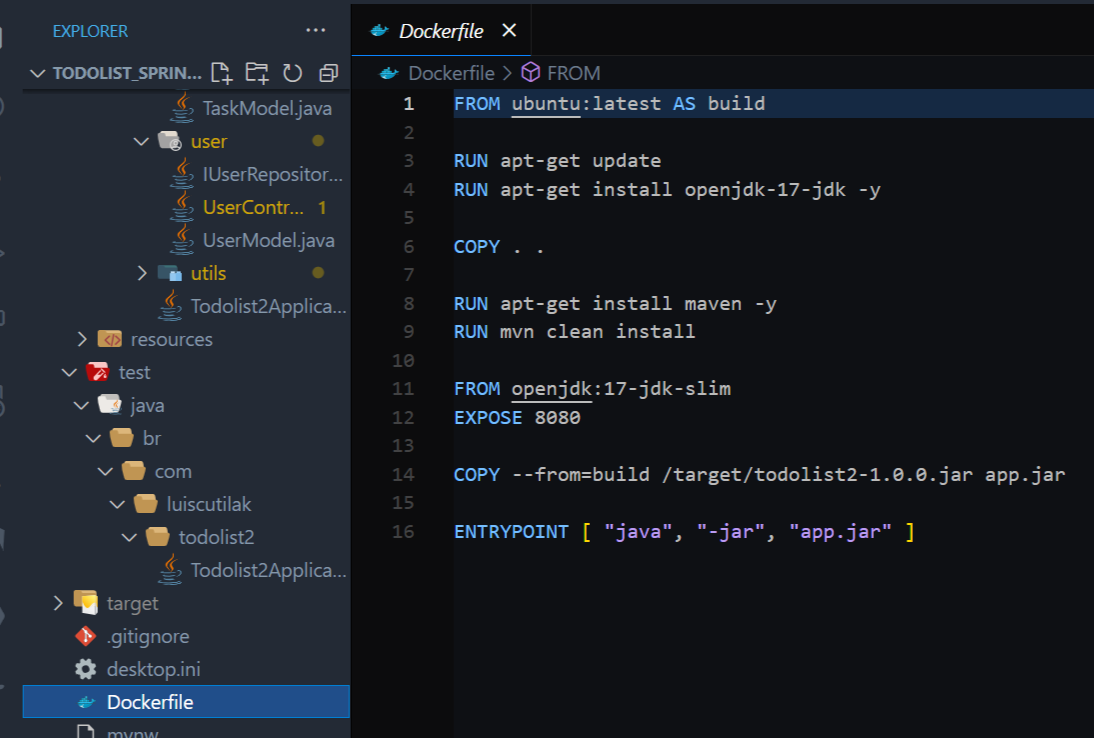 EXPLORER
TODOLIST_SPRIN...
TaskModel.java
user
IUserRepositor...
UserContr... 1
UserModel.java
utils
Todolist2Applica...
resources
test
java
br
com
luiscutilak
todolist2
Todolist2Applica...
target
.gitignore
desktop.ini
Dockerfile
mvnw
Dockerfile
Dockerfile > FROM
1 FROM ubuntu:latest AS build
2
3 RUN apt-get update
4 RUN apt-get install openjdk-17-jdk -y
5
6 COPY . .
7
8 RUN apt-get install maven -y
9 RUN mvn clean install
10
11 FROM openjdk:17-jdk-slim
12 EXPOSE 8080
13
14 COPY --from=build /target/todolist2-1.0.0.jar app.jar
15
16 ENTRYPOINT [ "java", "-jar", "app.jar" ]